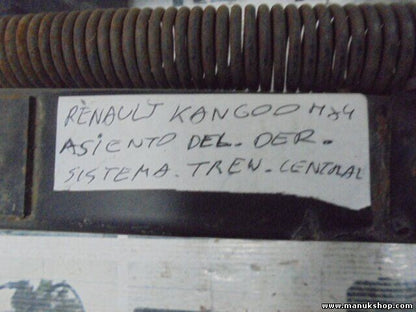 RENAULT KANGOO 4x4
ASIENTO DEL. DER.
SISTEMA. TREN. CENTRAL
www.manukshop.com